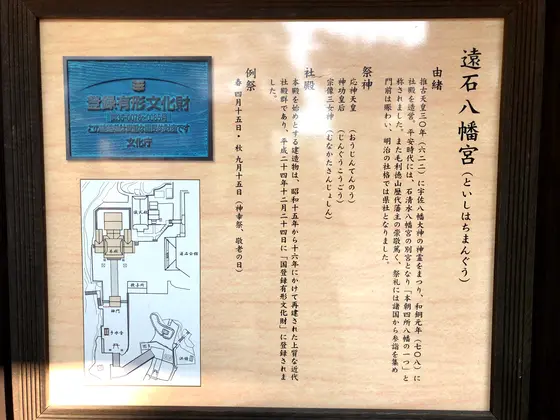 遠石八幡宮（といしはちまんぐう）
由緒
推古天皇三〇年（六二二）に宇佐八幡大神の神霊をまつり、和銅元年（七〇八）に
社殿を造営。平安時代には、石清水八幡宮の別宮となり「本朝四所八幡の一つ」と
称されました。また毛利徳山歴代藩主の崇敬篤く、祭礼には諸国から参詣を集め
門前は賑わい、明治の社格では県社となりました。
祭神
応神天皇（おうじんてんのう）
神功皇后（じんぐうこうごう）
宗像三女神（むなかたさんじょしん）
社殿
本殿を始めとする建造物は、昭和十五年から十六年にかけて再建された上質な近代
社殿群であり、平成二十四年十二月二十四日に「国登録有形文化財」に登録されま
した。
例祭
春 四月十五日・秋 九月十五日（神幸祭、敬老の日）
登録有形文化財
文化庁
神門